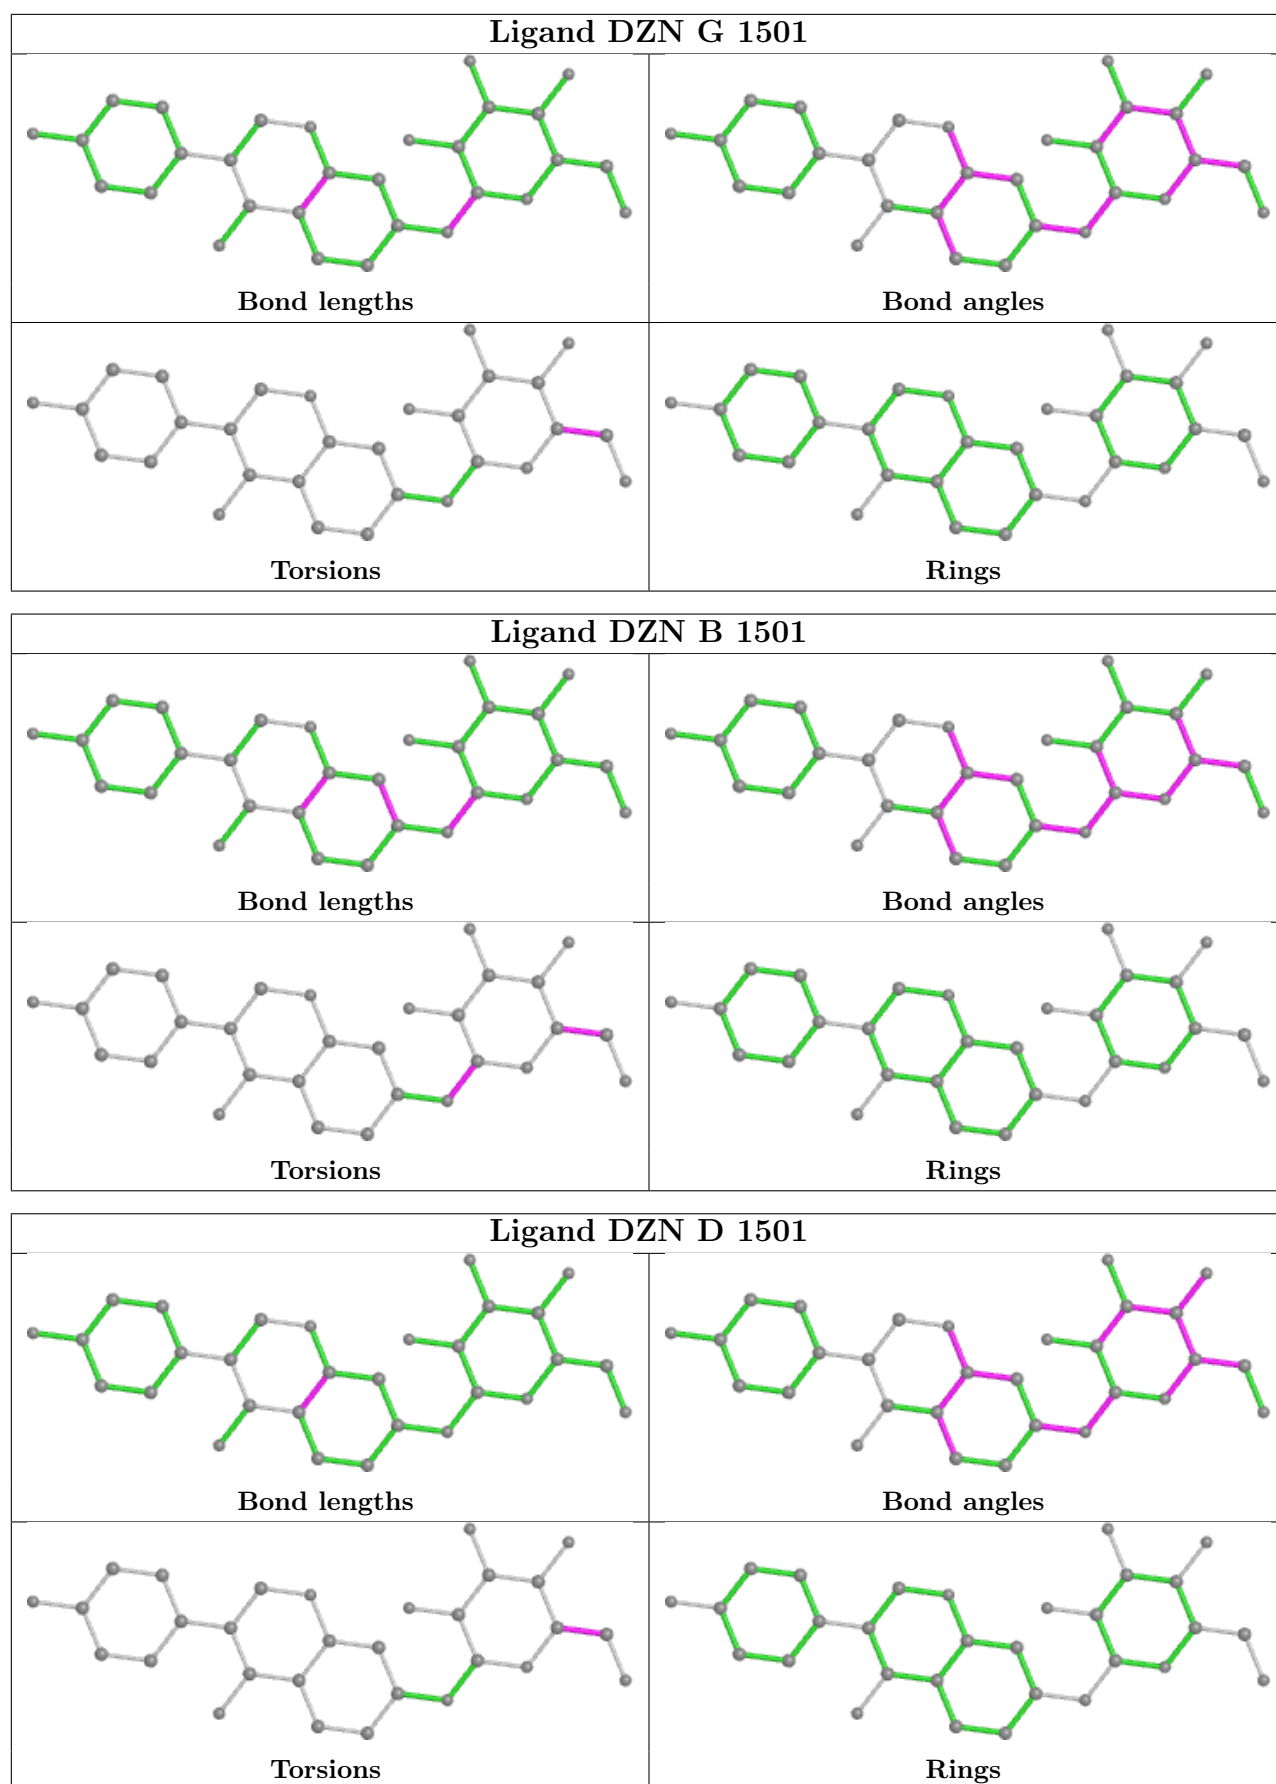 Ligand DZN G 1501
Bond lengths
Bond angles
Torsions
Rings
Ligand DZN B 1501
Bond lengths
Bond angles
Torsions
Rings
Ligand DZN D 1501
Bond lengths
Bond angles
Torsions
Rings